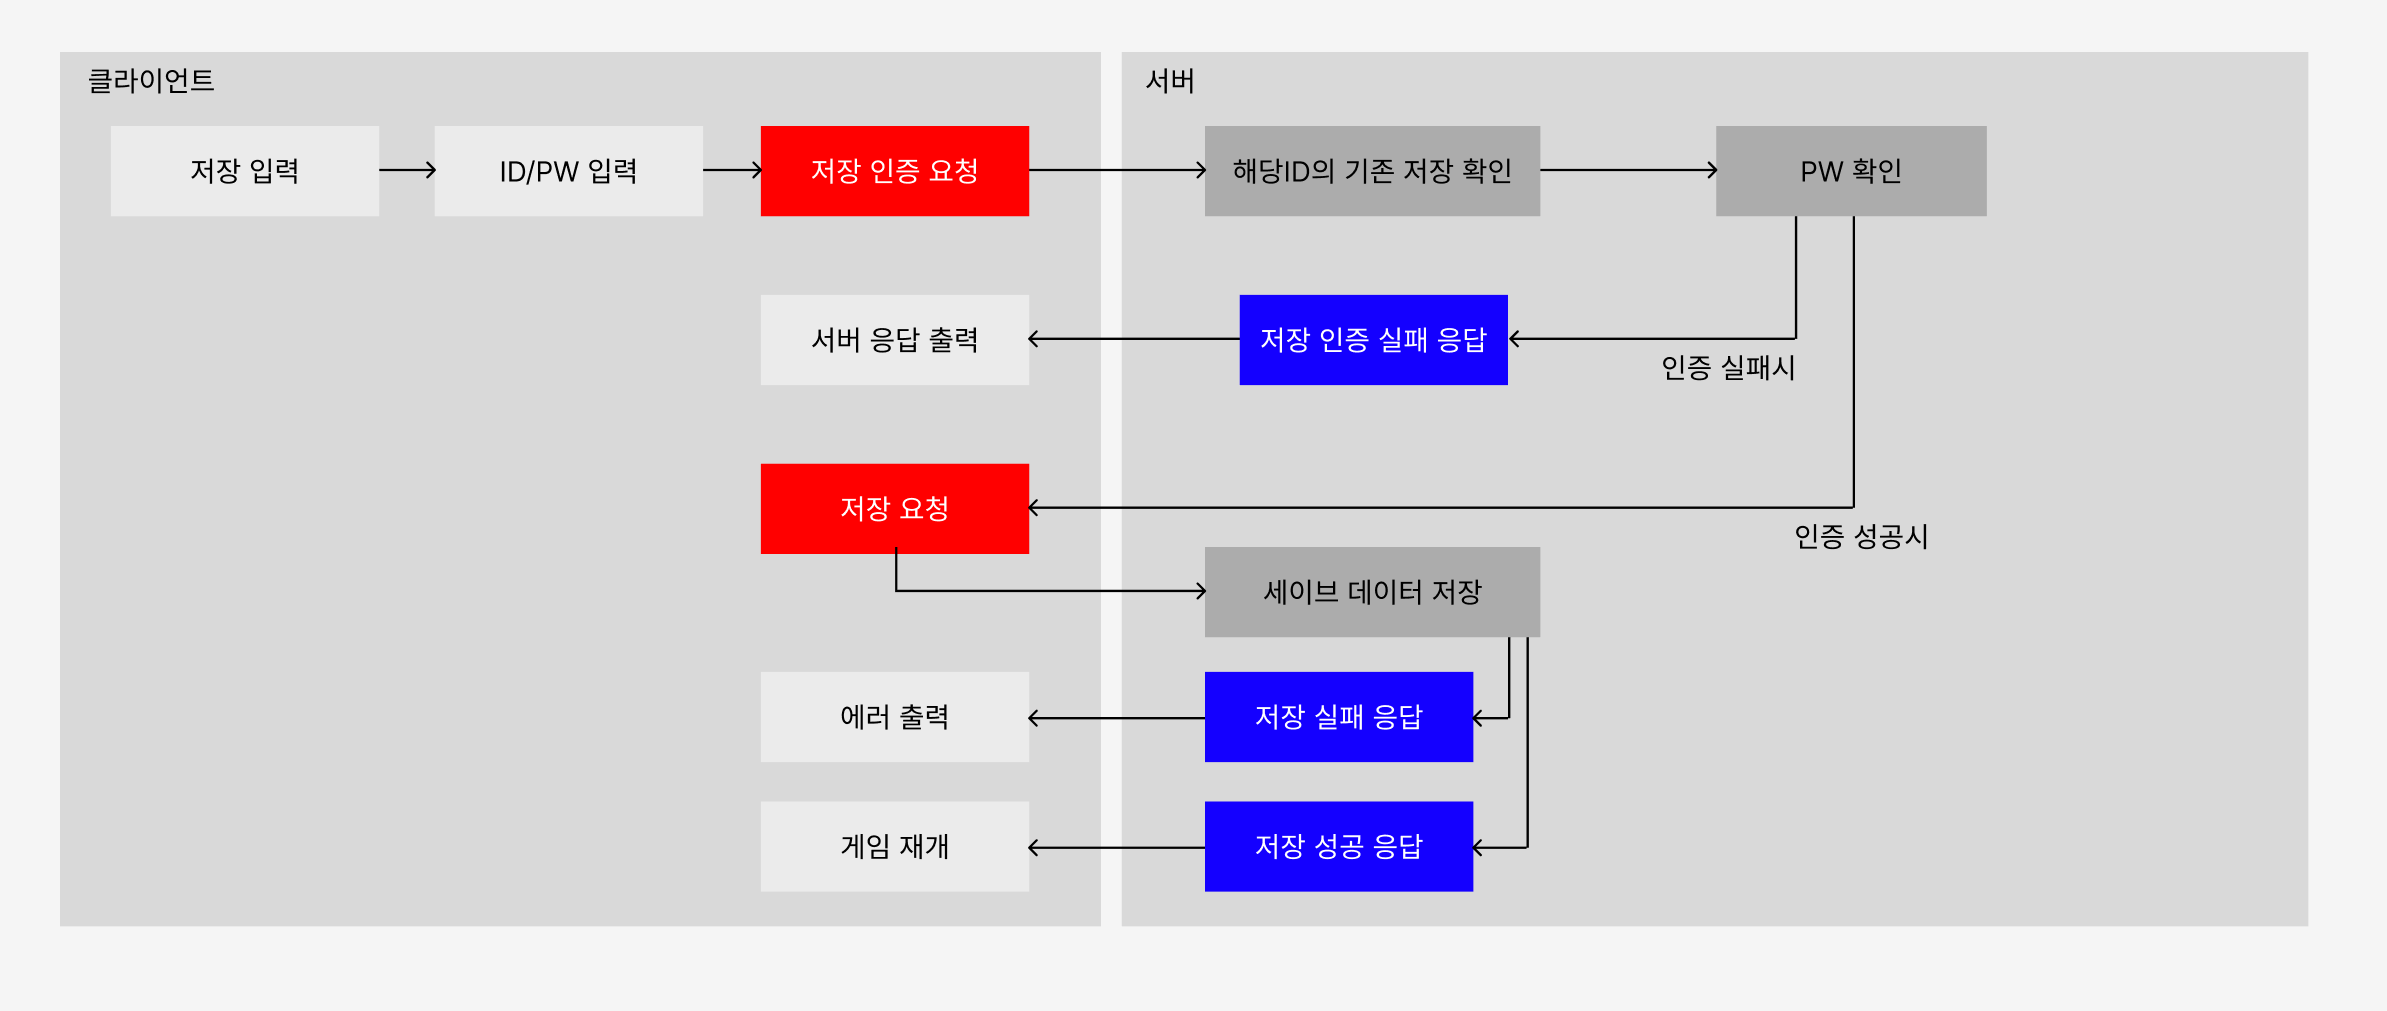 클라이언트
서버
저장 입력
ID/PW 입력
저장 인증 요청
해당ID의 기존 저장 확인
PW 확인
서버 응답 출력
저장 인증 실패 응답
인증 실패시
저장 요청
인증 성공시
세이브 데이터 저장
에러 출력
저장 실패 응답
게임 재개
저장 성공 응답